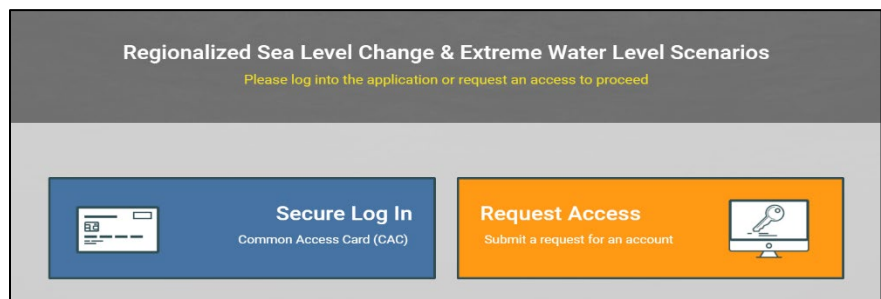 Regionalized Sea Level Change & Extreme Water Level Scenarios
Please log into the application or request an access to proceed
Secure Log In
Common Access Card (CAC)
Request Access
Submit a request for an account